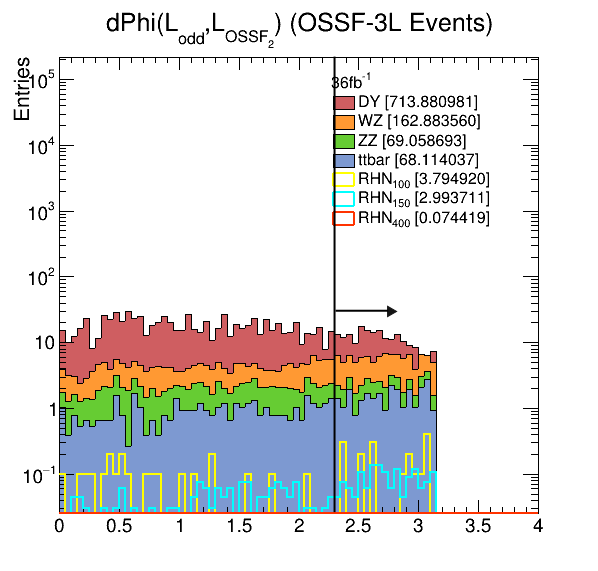 dPhi(L_odd,L_OSSF_2) (OSSF-3L Events)
Entries
36fb^-1
DY [713.880981]
WZ [162.883560]
ZZ [69.058693]
ttbar [68.114037]
RHN_100 [3.794920]
RHN_150 [2.993711]
RHN_400 [0.074419]
10^5
10^4
10^3
10^2
10
1
10^-1
0 0.5 1 1.5 2 2.5 3 3.5 4